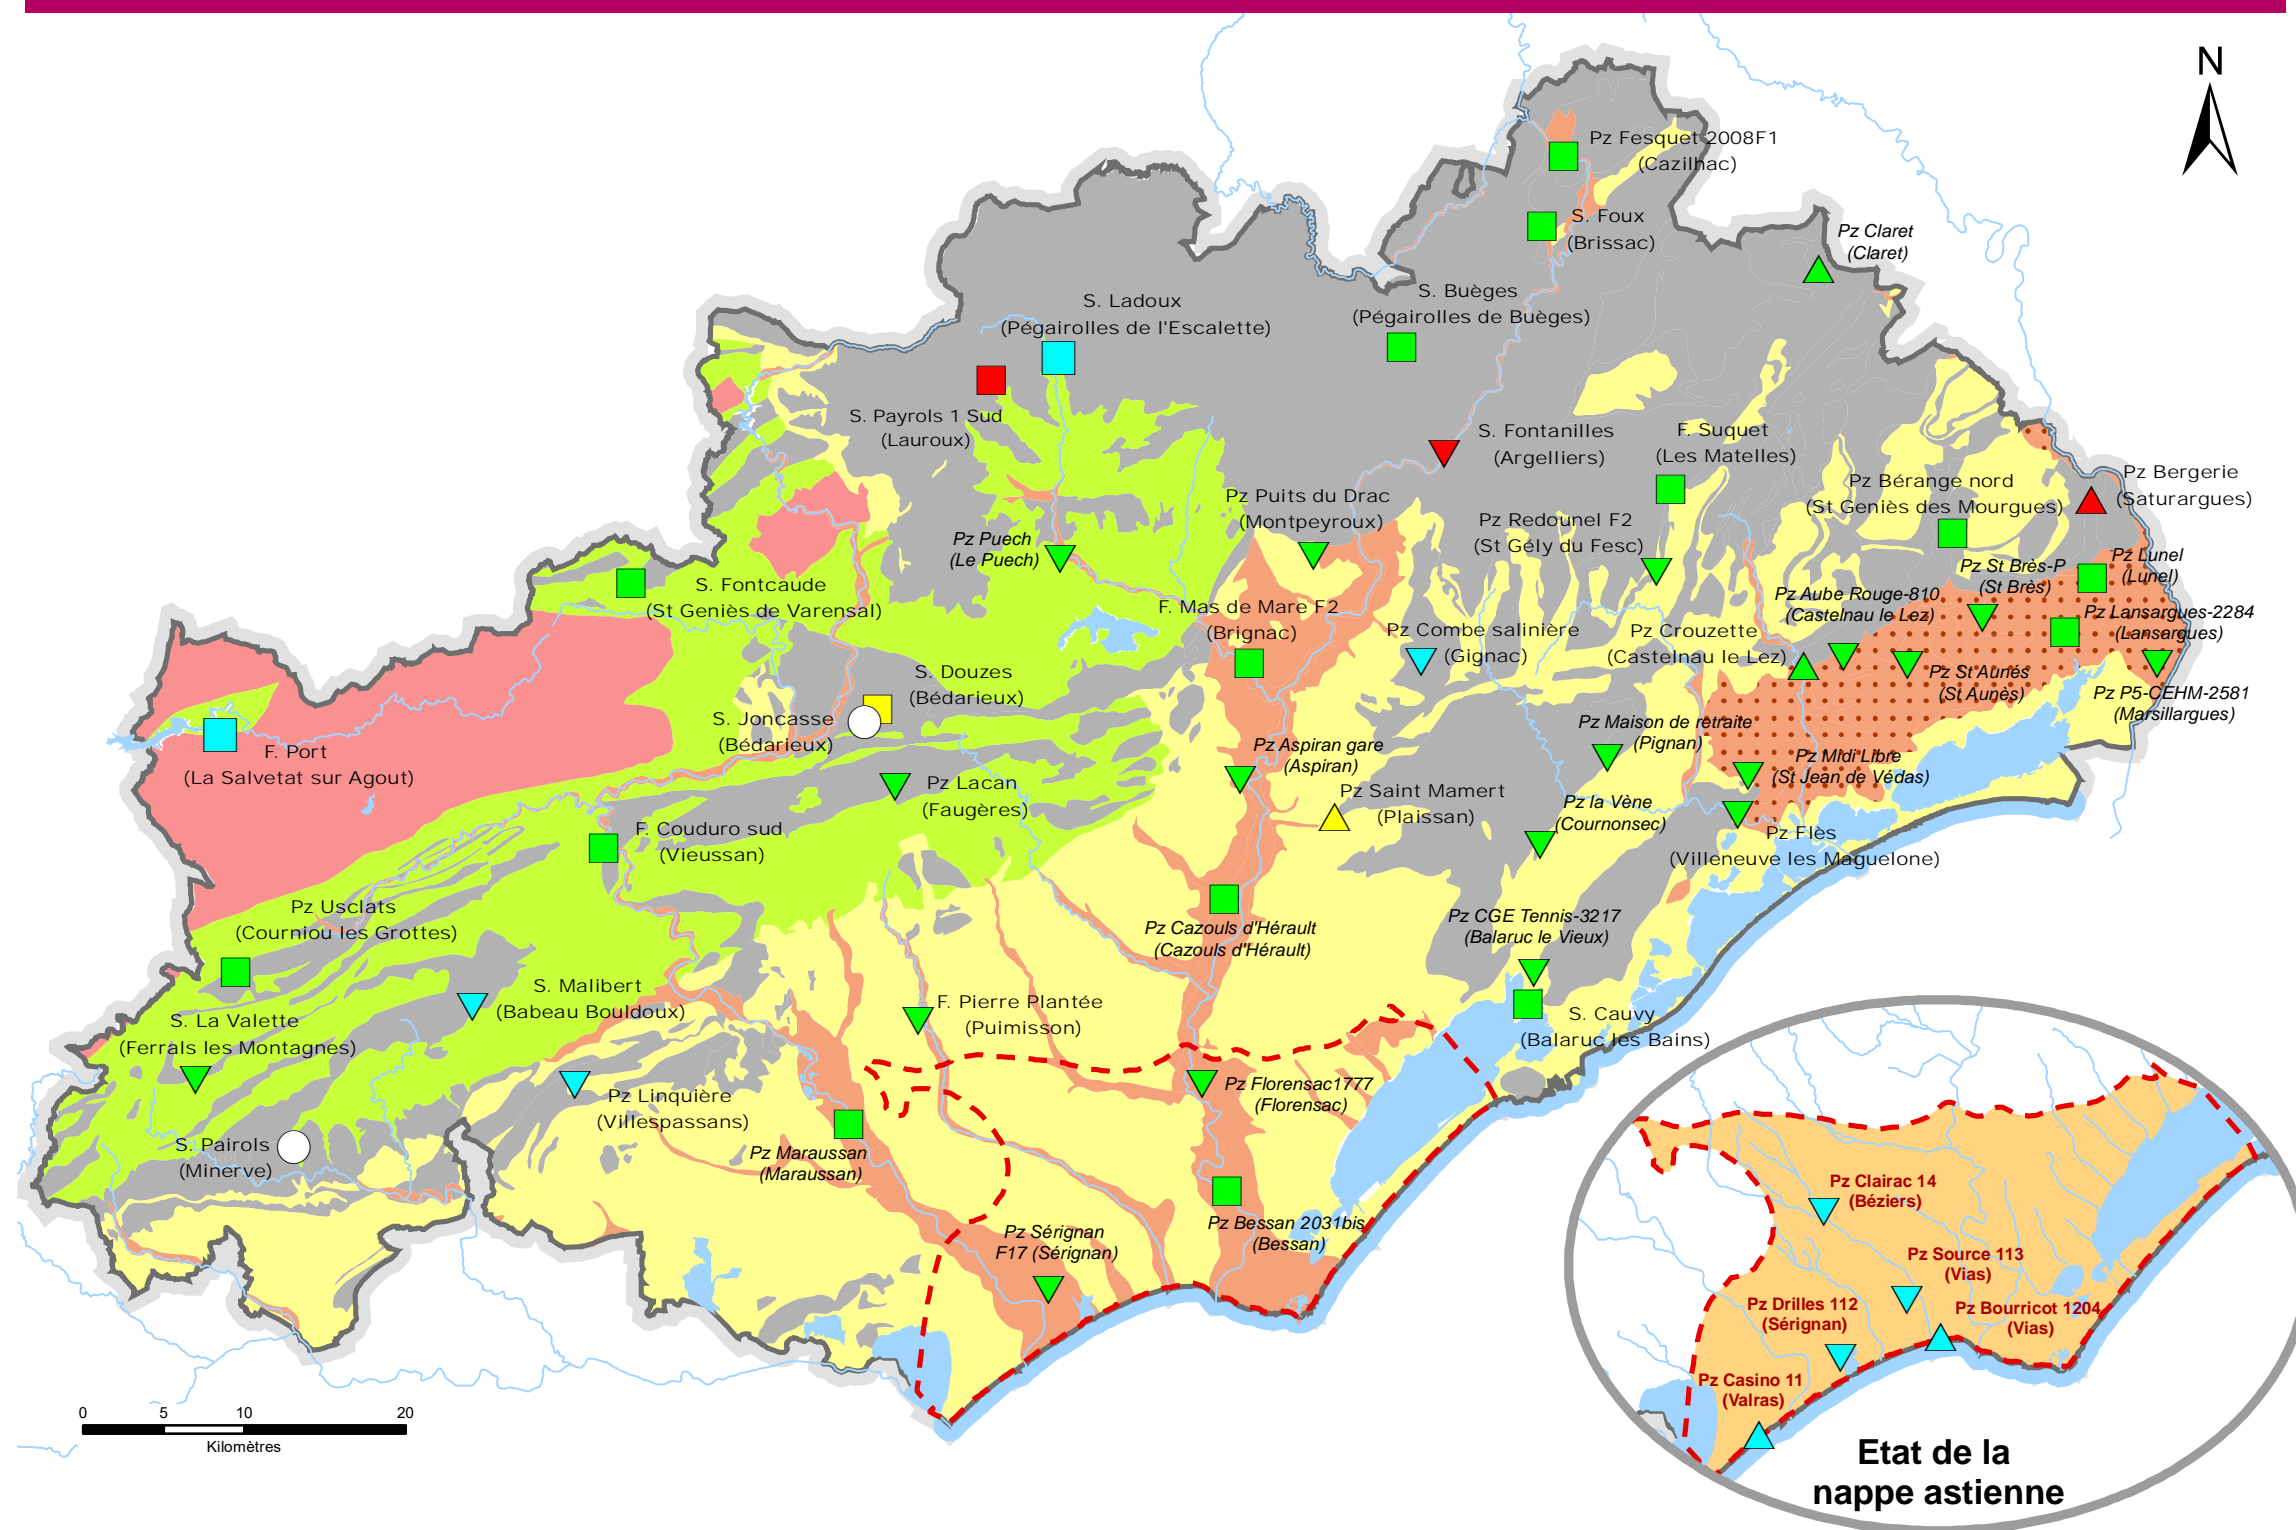 N
Pz Fesquet 2008F1
(Cazilhac)
S. Foux
(Brissac)
Pz Claret
(Claret)
S. Ladoux
(Pégairolles de l'Escalette)
S. Buèges
(Pégairolles de Buèges)
S. Payrols 1 Sud
(Lauroux)
S. Fontanilles
(Argelliers)
F. Suquet
(Les Matelles)
Pz Bergerie
(Saturargues)
Pz Bérange nord
(St Geniès des Mourgues)
Pz Puits du Drac
(Montpeyroux)
Pz Redounel F2
(St Gély du Fesc)
Pz Puech
(Le Puech)
Pz Lunel
(Lunel)
Pz St Brès-P
(St Brès)
S. Fontcaude
(St Geniès de Varensal)
Pz Aube Rouge-810
(Castelnau le Lez)
F. Mas de Mare F2
(Brignac)
Pz Lansargues-2284
(Lansargues)
Pz Combe salinière
(Gignac)
Pz Crouzette
(Castelnau le Lez)
S. Douzes
(Bédarieux)
Pz St Aunés
(St Aunès)
Pz P5-CEHM-2581
(Marsillargues)
S. Joncasse
(Bédarieux)
Pz Maison de retraite
(Pignan)
F. Port
(La Salvetat sur Agout)
Pz Aspiran gare
(Aspiran)
Pz Midi Libre
(St Jean de Védas)
Pz Lacan
(Faugères)
Pz Saint Mamert
(Plaissan)
Pz la Vène
(Cournonsec)
F. Couduro sud
(Vieussan)
Pz Flès
(Villeneuve les Maguelone)
Pz Usclats
(Courniou les Grottes)
Pz Cazouls d'Hérault
(Cazouls d'Hérault)
Pz CGE Tennis-3217
(Balaruc le Vieux)
S. Malibert
(Babeau Bouldoux)
F. Pierre Plantée
(Puimisson)
S. Cauvy
(Balaruc les Bains)
S. La Valette
(Ferrals les Montagnes)
Pz Linquière
(Villespassans)
Pz Florensac1777
(Florensac)
S. Pairols
(Minerve)
Pz Maraussan
(Maraussan)
Pz Bessan 2031bis
(Bessan)
Pz Sérignan
F17 (Sérignan)
Pz Clairac 14
(Béziers)
Pz Source 113
(Vias)
Pz Drilles 112
(Sérignan)
Pz Bourricot 1204
(Vias)
Pz Casino 11
(Valras)
Etat de la
nappe astienne
0 5 10 20
Kilomètres